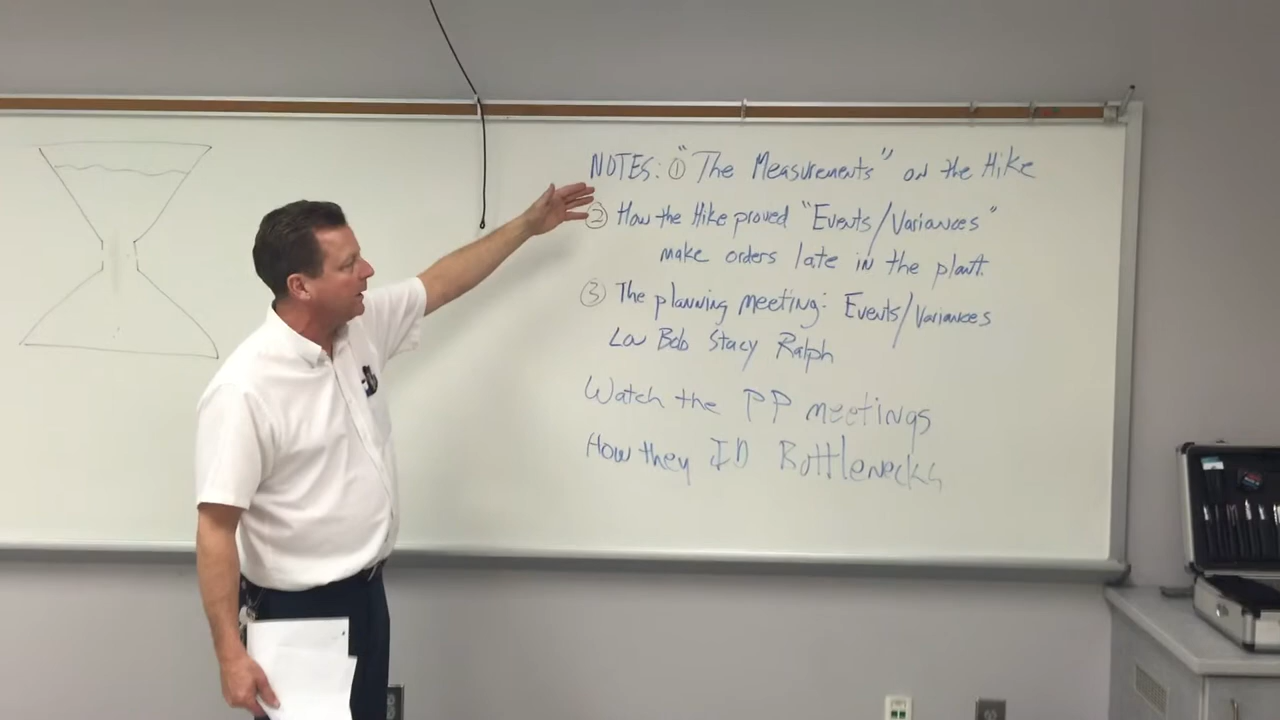 NOTES: ① "The Measurements" on the Hike
② How the Hike proved "Events/Variances"
make orders late in the plant.
③ The planning meeting: Events/Variances
Lou Bob Stacy Ralph
Watch the PP meetings
How they ID Bottlenecks